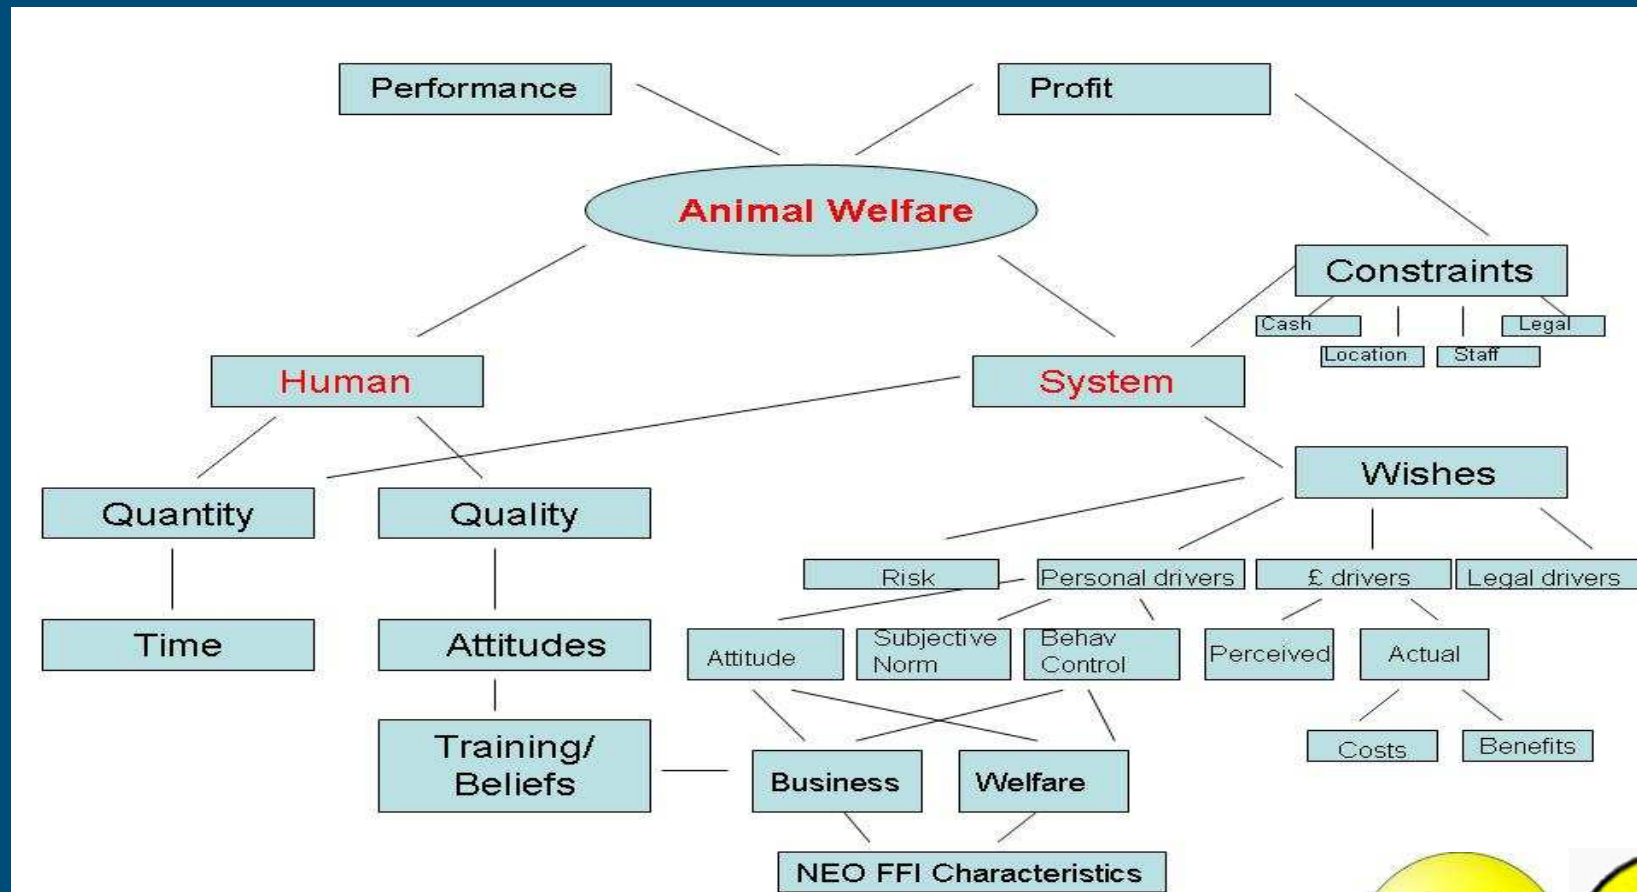 Performance
Profit
Animal Welfare
Constraints
Cash
Legal
Location
Staff
Human
System
Wishes
Quantity
Quality
Risk
Personal drivers
£ drivers
Legal drivers
Time
Attitudes
Attitude
Subjective
Norm
Behav
Control
Perceived
Actual
Training/
Beliefs
Costs
Benefits
Business
Welfare
NEO FFI Characteristics